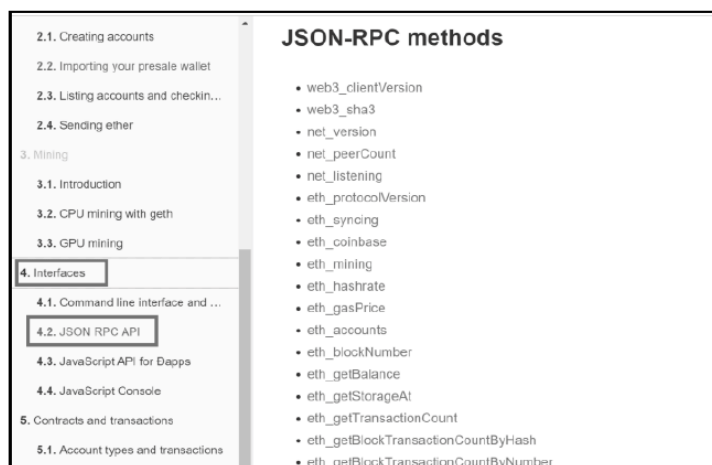 2.1. Creating accounts
2.2. Importing your presale wallet
2.3. Listing accounts and checkin...
2.4. Sending ether
3. Mining
3.1. Introduction
3.2. CPU mining with geth
3.3. GPU mining
4. Interfaces
4.1. Command line interface and ...
4.2. JSON RPC API
4.3. JavaScript API for Ðapps
4.4. JavaScript Console
5. Contracts and transactions
5.1. Account types and transactions
JSON-RPC methods
• web3_clientVersion
• web3_sha3
• net_version
• net_peerCount
• net_listening
• eth_protocolVersion
• eth_syncing
• eth_coinbase
• eth_mining
• eth_hashrate
• eth_gasPrice
• eth_accounts
• eth_blockNumber
• eth_getBalance
• eth_getStorageAt
• eth_getTransactionCount
• eth_getBlockTransactionCountByHash
• eth_getBlockTransactionCountByNumber